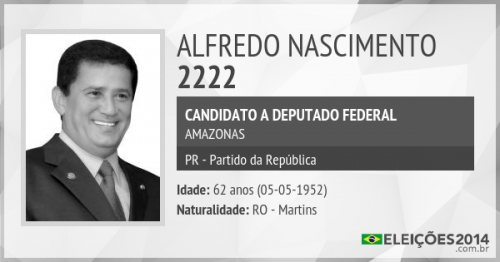 ALFREDO NASCIMENTO
2222
CANDIDATO A DEPUTADO FEDERAL
AMAZONAS
PR - Partido da República
Idade: 62 anos (05-05-1952)
Naturalidade: RO - Martins
ELEIÇÕES2014
.com.br